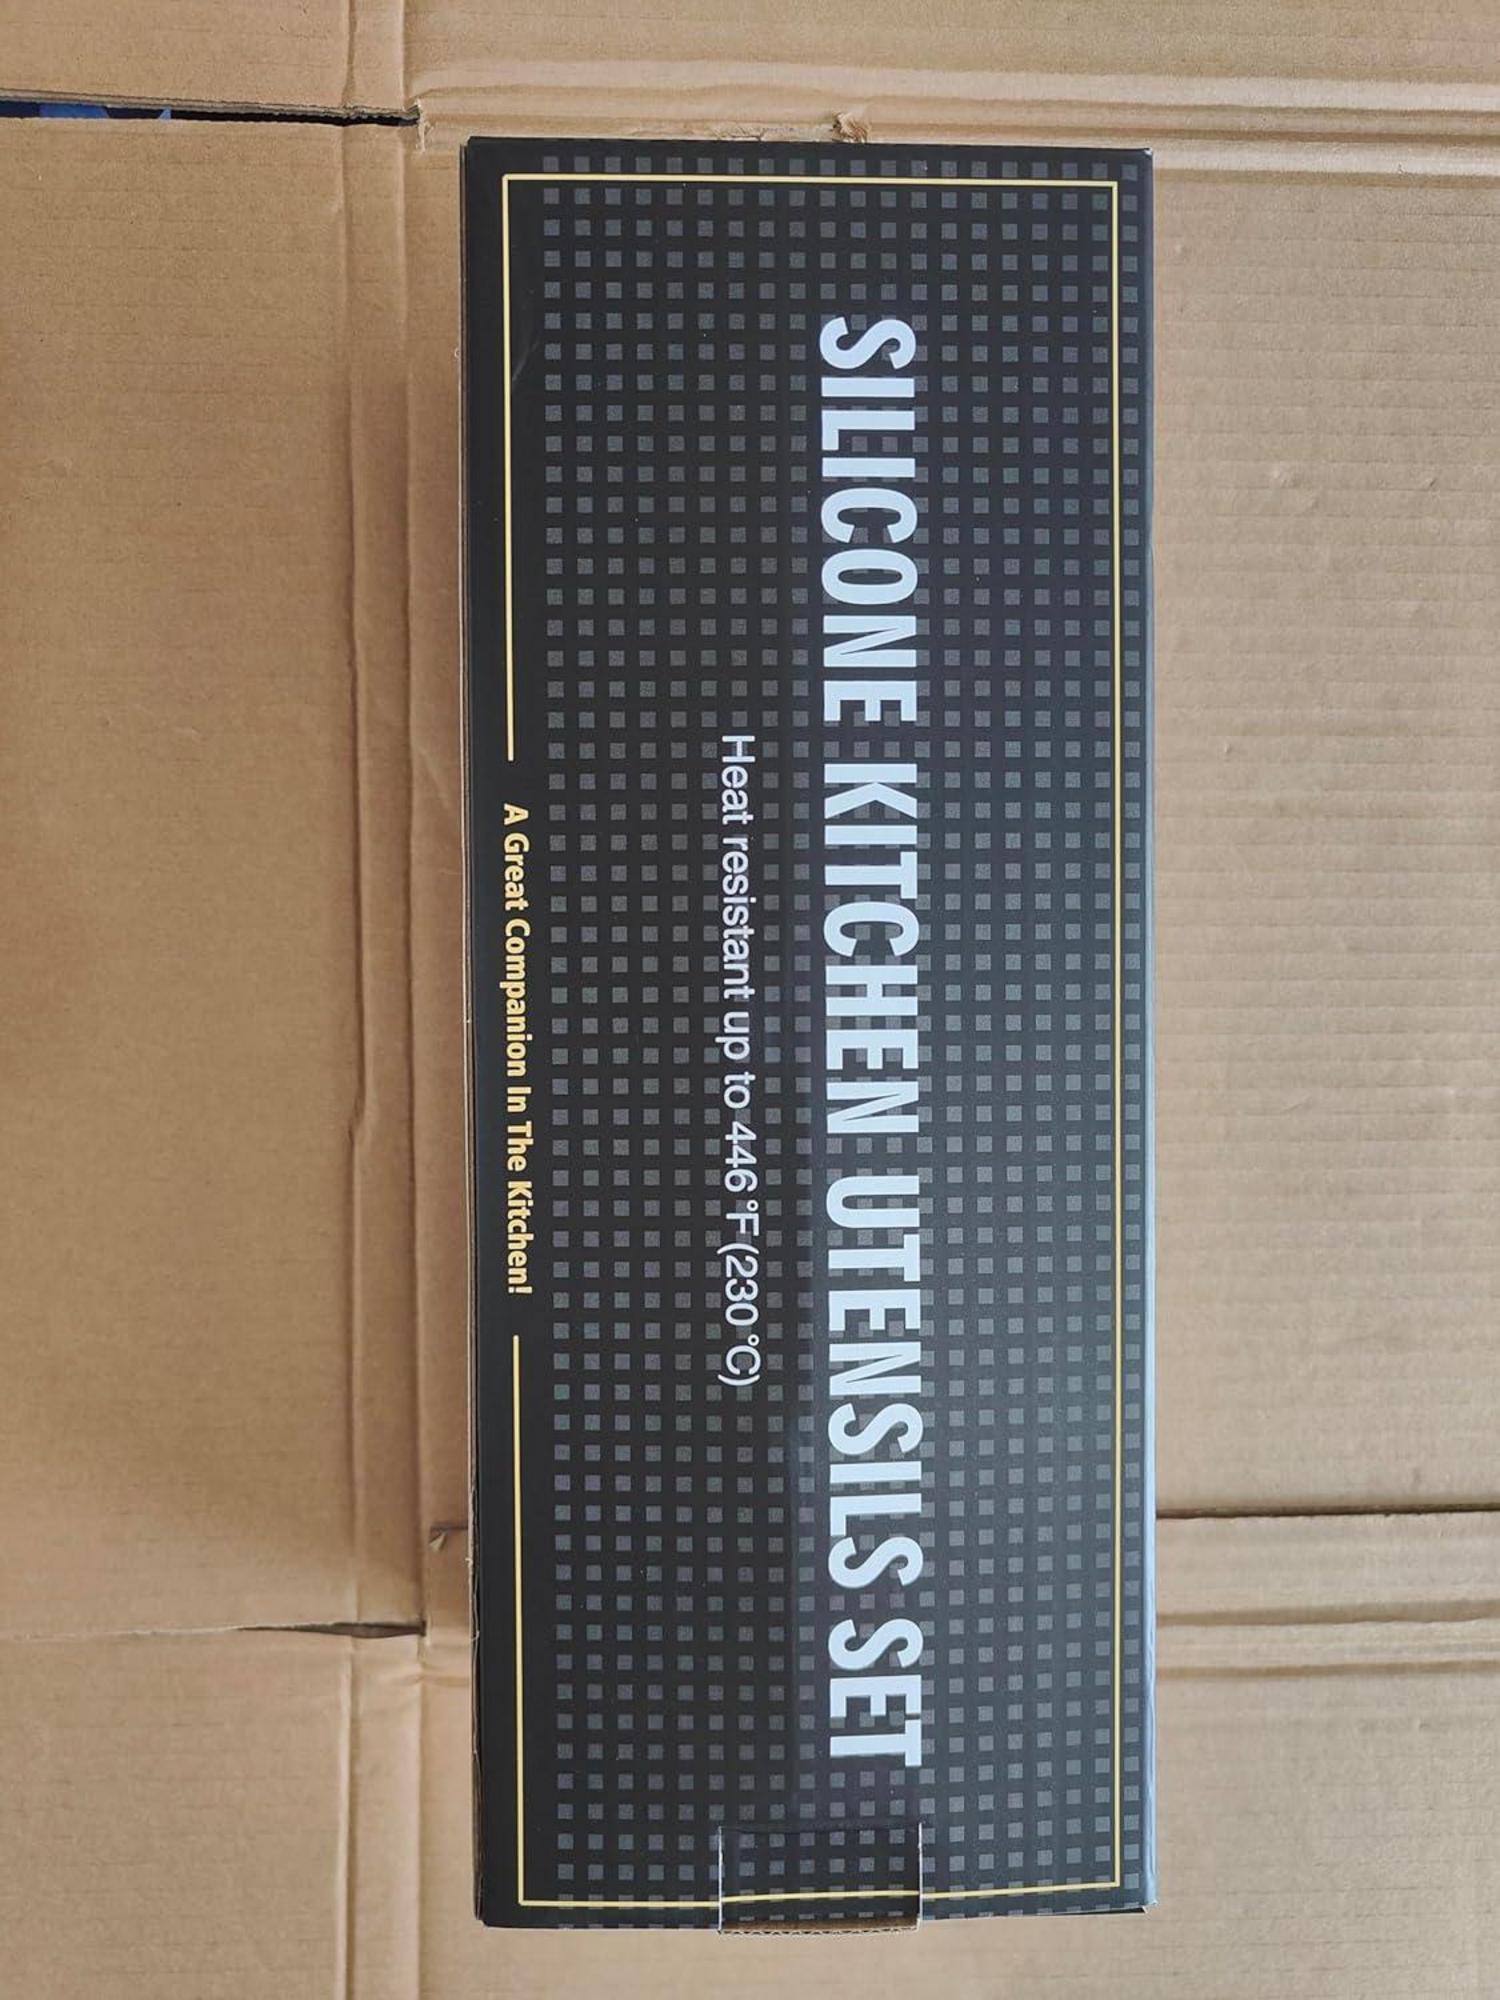 SILICONE KITCHEN UTENSILS SET
Heat resistant up to 446°F(230°C)
A Great Companion In The Kitchen!